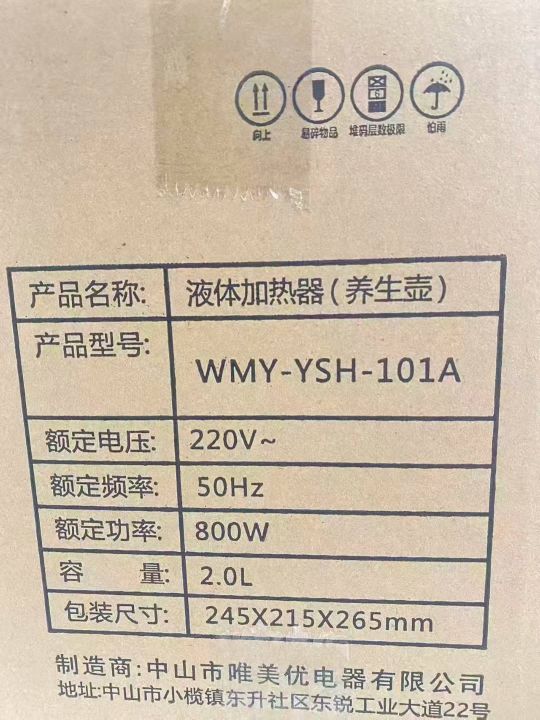 向上 易碎物品 堆码层数极限 怕雨
产品名称: 液体加热器(养生壶)
产品型号: WMY-YSH-101A
额定电压: 220V~
额定频率: 50Hz
额定功率: 800W
容 量: 2.0L
包装尺寸: 245X215X265mm
制造商:中山市唯美优电器有限公司
地址:中山市小榄镇东升社区东锐工业大道22号